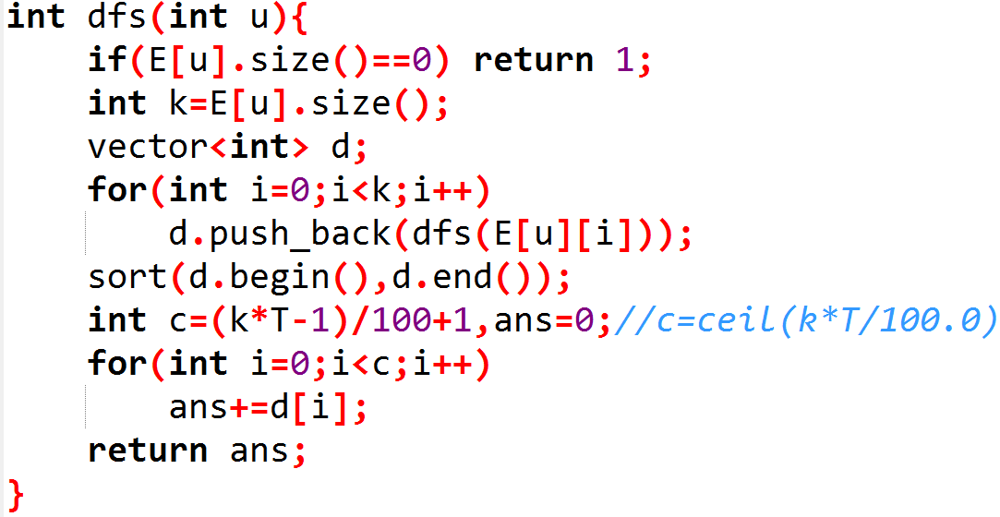 int dfs(int u){
    if(E[u].size()==0) return 1;
    int k=E[u].size();
    vector<int> d;
    for(int i=0;i<k;i++)
        d.push_back(dfs(E[u][i]));
    sort(d.begin(),d.end());
    int c=(k*T-1)/100+1,ans=0;//c=ceil(k*T/100.0)
    for(int i=0;i<c;i++)
        ans+=d[i];
    return ans;
}